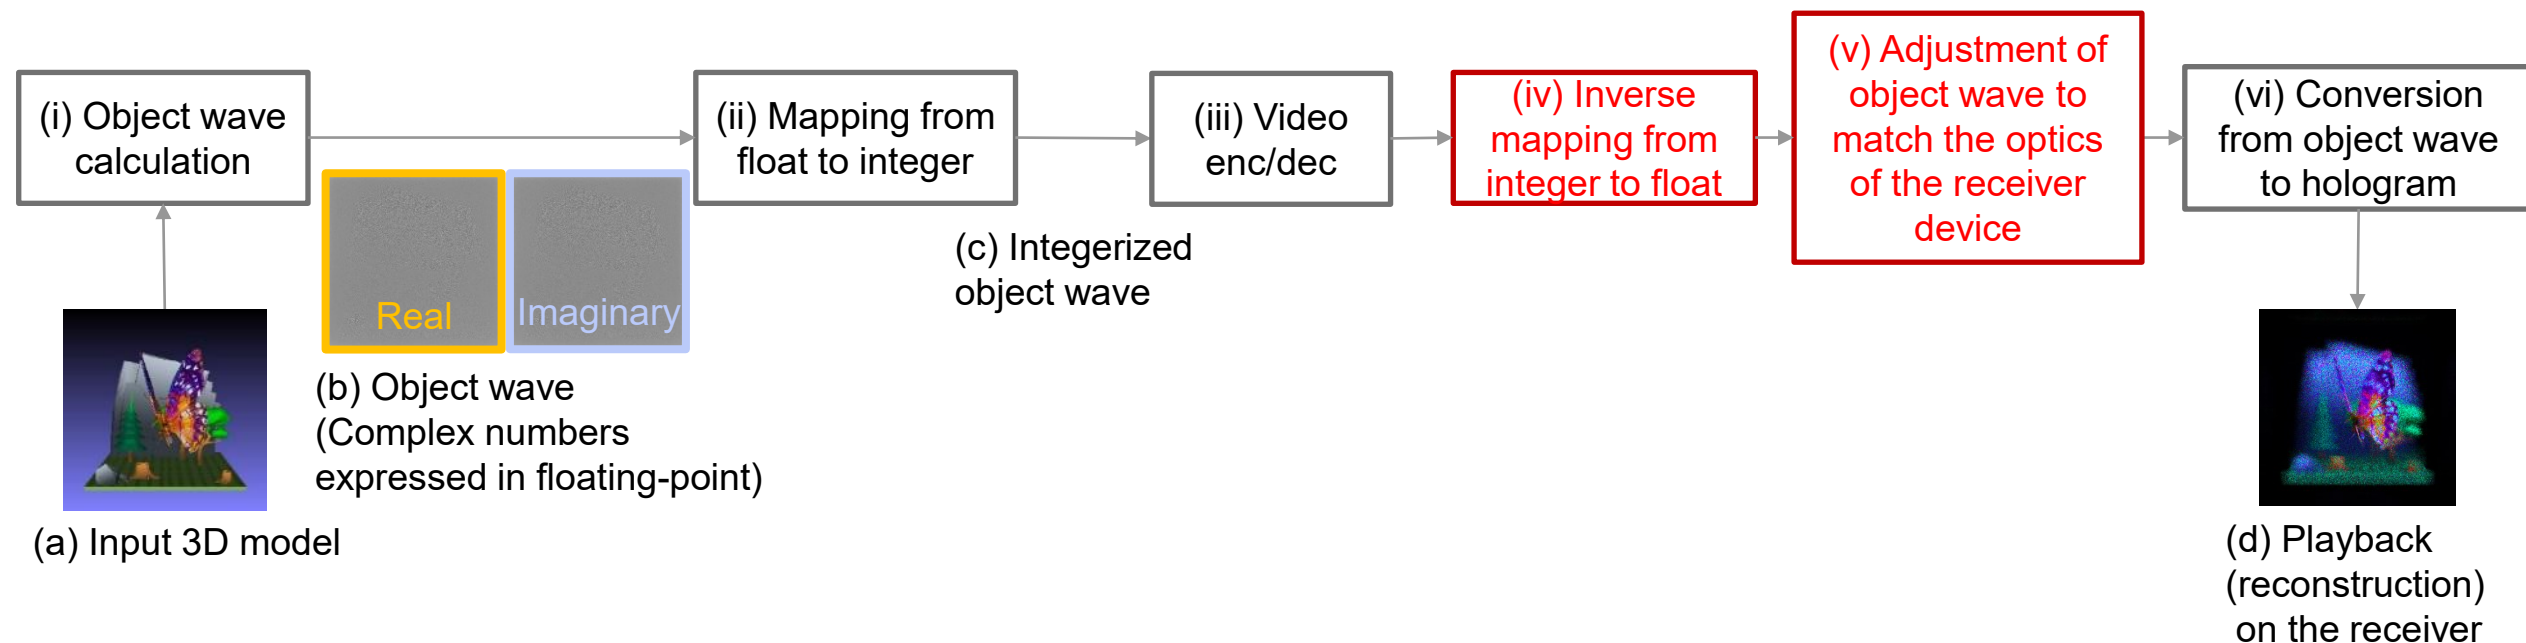 (i) Object wave
calculation
(ii) Mapping from
float to integer
(iii) Video
enc/dec
(iv) Inverse
mapping from
integer to float
(v) Adjustment of
object wave to
match the optics
of the receiver
device
(vi) Conversion
from object wave
to hologram
Real
Imaginary
(c) Integerized
object wave
(b) Object wave
(Complex numbers
expressed in floating-point)
(a) Input 3D model
(d) Playback
(reconstruction)
on the receiver